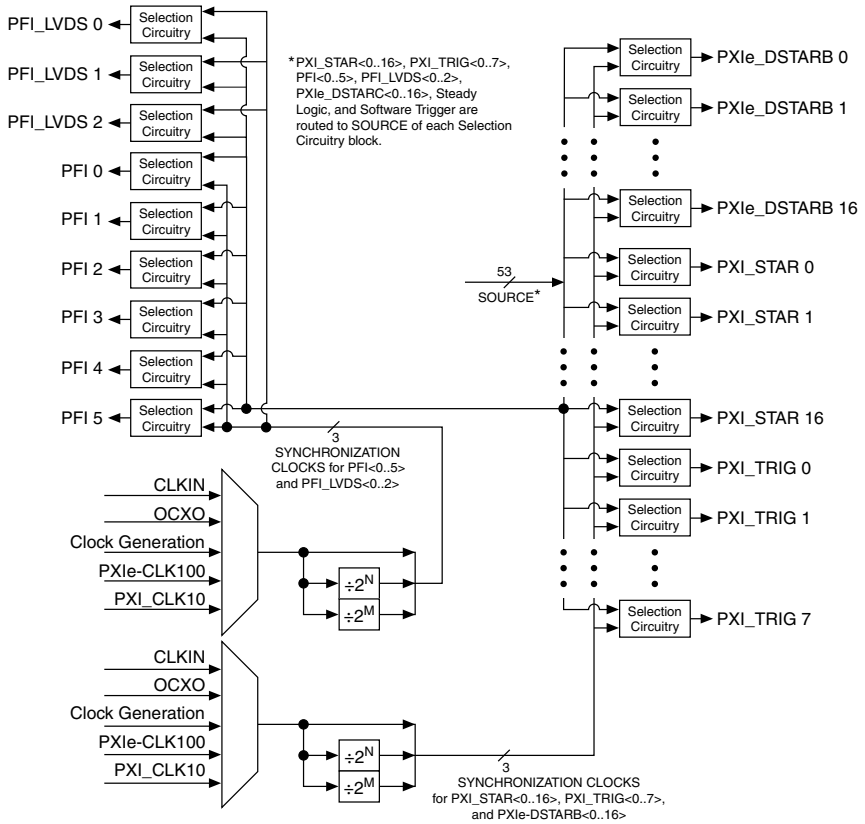 PFI_LVDS 0
Selection
Circuitry
PFI_LVDS 1
Selection
Circuitry
PFI_LVDS 2
Selection
Circuitry
PFI 0
Selection
Circuitry
PFI 1
Selection
Circuitry
PFI 2
Selection
Circuitry
PFI 3
Selection
Circuitry
PFI 4
Selection
Circuitry
PFI 5
Selection
Circuitry
*PXI_STAR<0..16>, PXI_TRIG<0..7>,
PFI<0..5>, PFI_LVDS<0..2>,
PXIe_DSTARC<0..16>, Steady
Logic, and Software Trigger are
routed to SOURCE of each Selection
Circuitry block.
53
SOURCE*
Selection
Circuitry
PXIe_DSTARB 0
Selection
Circuitry
PXIe_DSTARB 1
Selection
Circuitry
PXIe_DSTARB 16
Selection
Circuitry
PXI_STAR 0
Selection
Circuitry
PXI_STAR 1
Selection
Circuitry
PXI_STAR 16
Selection
Circuitry
PXI_TRIG 0
Selection
Circuitry
PXI_TRIG 1
Selection
Circuitry
PXI_TRIG 7
3
SYNCHRONIZATION
CLOCKS for PFI<0..5>
and PFI_LVDS<0..2>
CLKIN
OCXO
Clock Generation
PXIe-CLK100
PXI_CLK10
÷2^N
÷2^M
CLKIN
OCXO
Clock Generation
PXIe-CLK100
PXI_CLK10
÷2^N
÷2^M
3
SYNCHRONIZATION CLOCKS
for PXI_STAR<0..16>, PXI_TRIG<0..7>,
and PXIe-DSTARB<0..16>